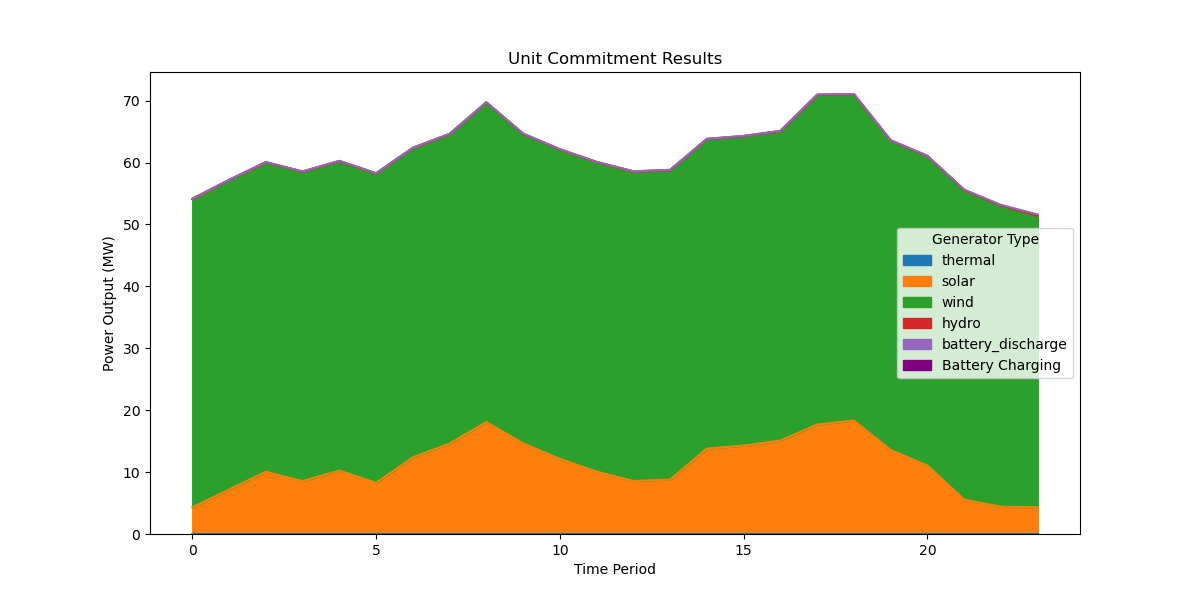 Unit Commitment Results
Power Output (MW)
70
60
50
40
30
20
10
0
Generator Type
thermal
solar
wind
hydro
battery_discharge
Battery Charging
0 5 10 15 20
Time Period